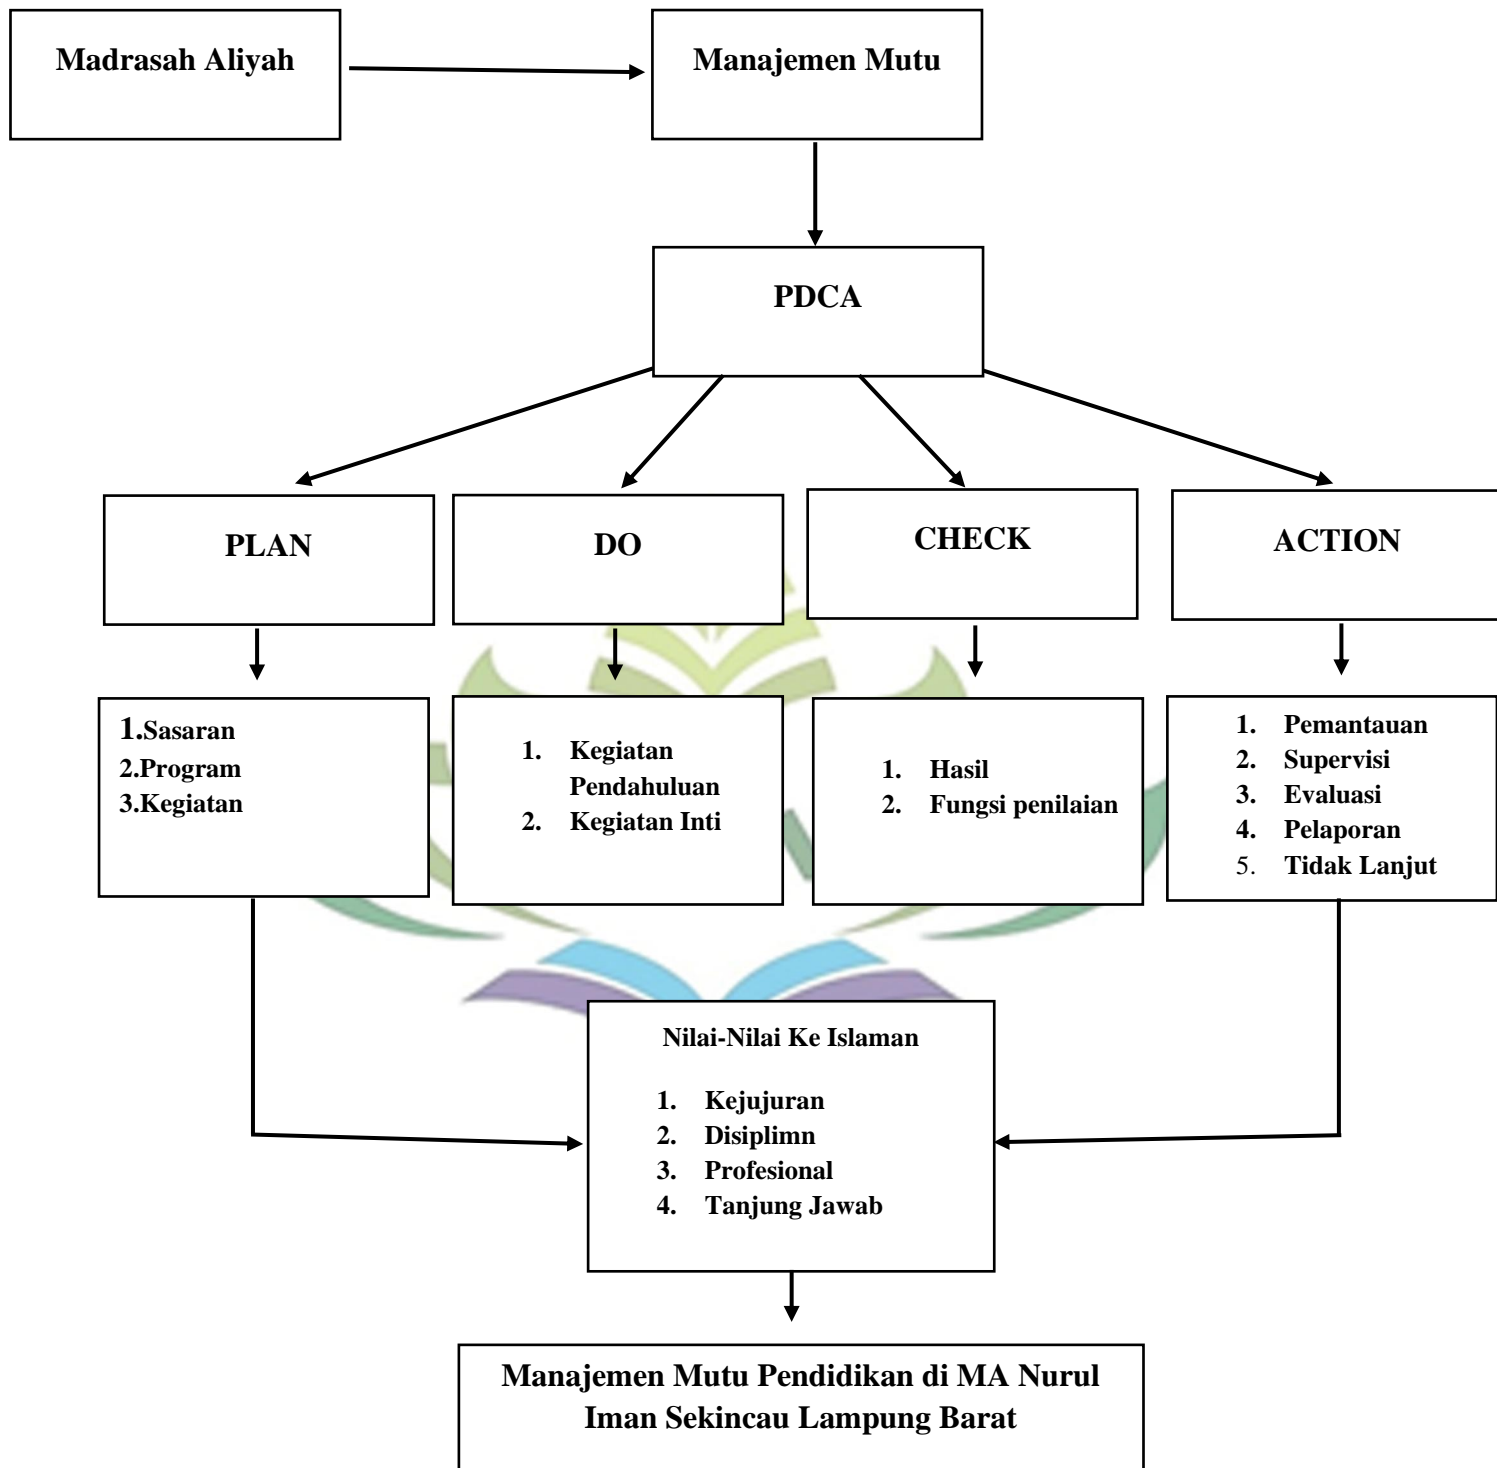 Madrasah Aliyah
Manajemen Mutu
PDCA
PLAN
DO
CHECK
ACTION
1.Sasaran
2.Program
3.Kegiatan
1. Kegiatan
Pendahuluan
2. Kegiatan Inti
1. Hasil
2. Fungsi penilaian
1. Pemantauan
2. Supervisi
3. Evaluasi
4. Pelaporan
5. Tidak Lanjut
Nilai-Nilai Ke Islaman
1. Kejujuran
2. Disiplimn
3. Profesional
4. Tanjung Jawab
Manajemen Mutu Pendidikan di MA Nurul
Iman Sekincau Lampung Barat